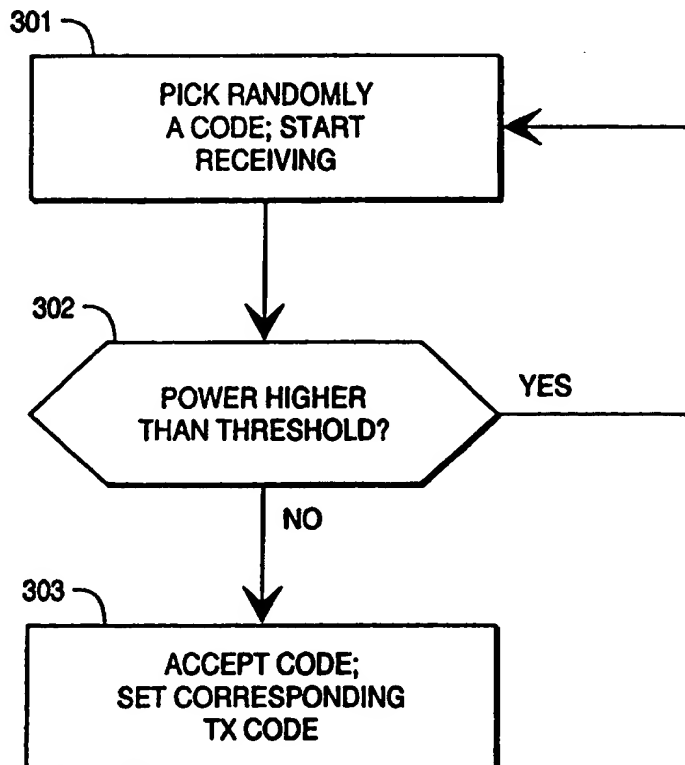 301
PICK RANDOMLY
A CODE; START
RECEIVING
302
POWER HIGHER
THAN THRESHOLD?
YES
NO
303
ACCEPT CODE;
SET CORRESPONDING
TX CODE